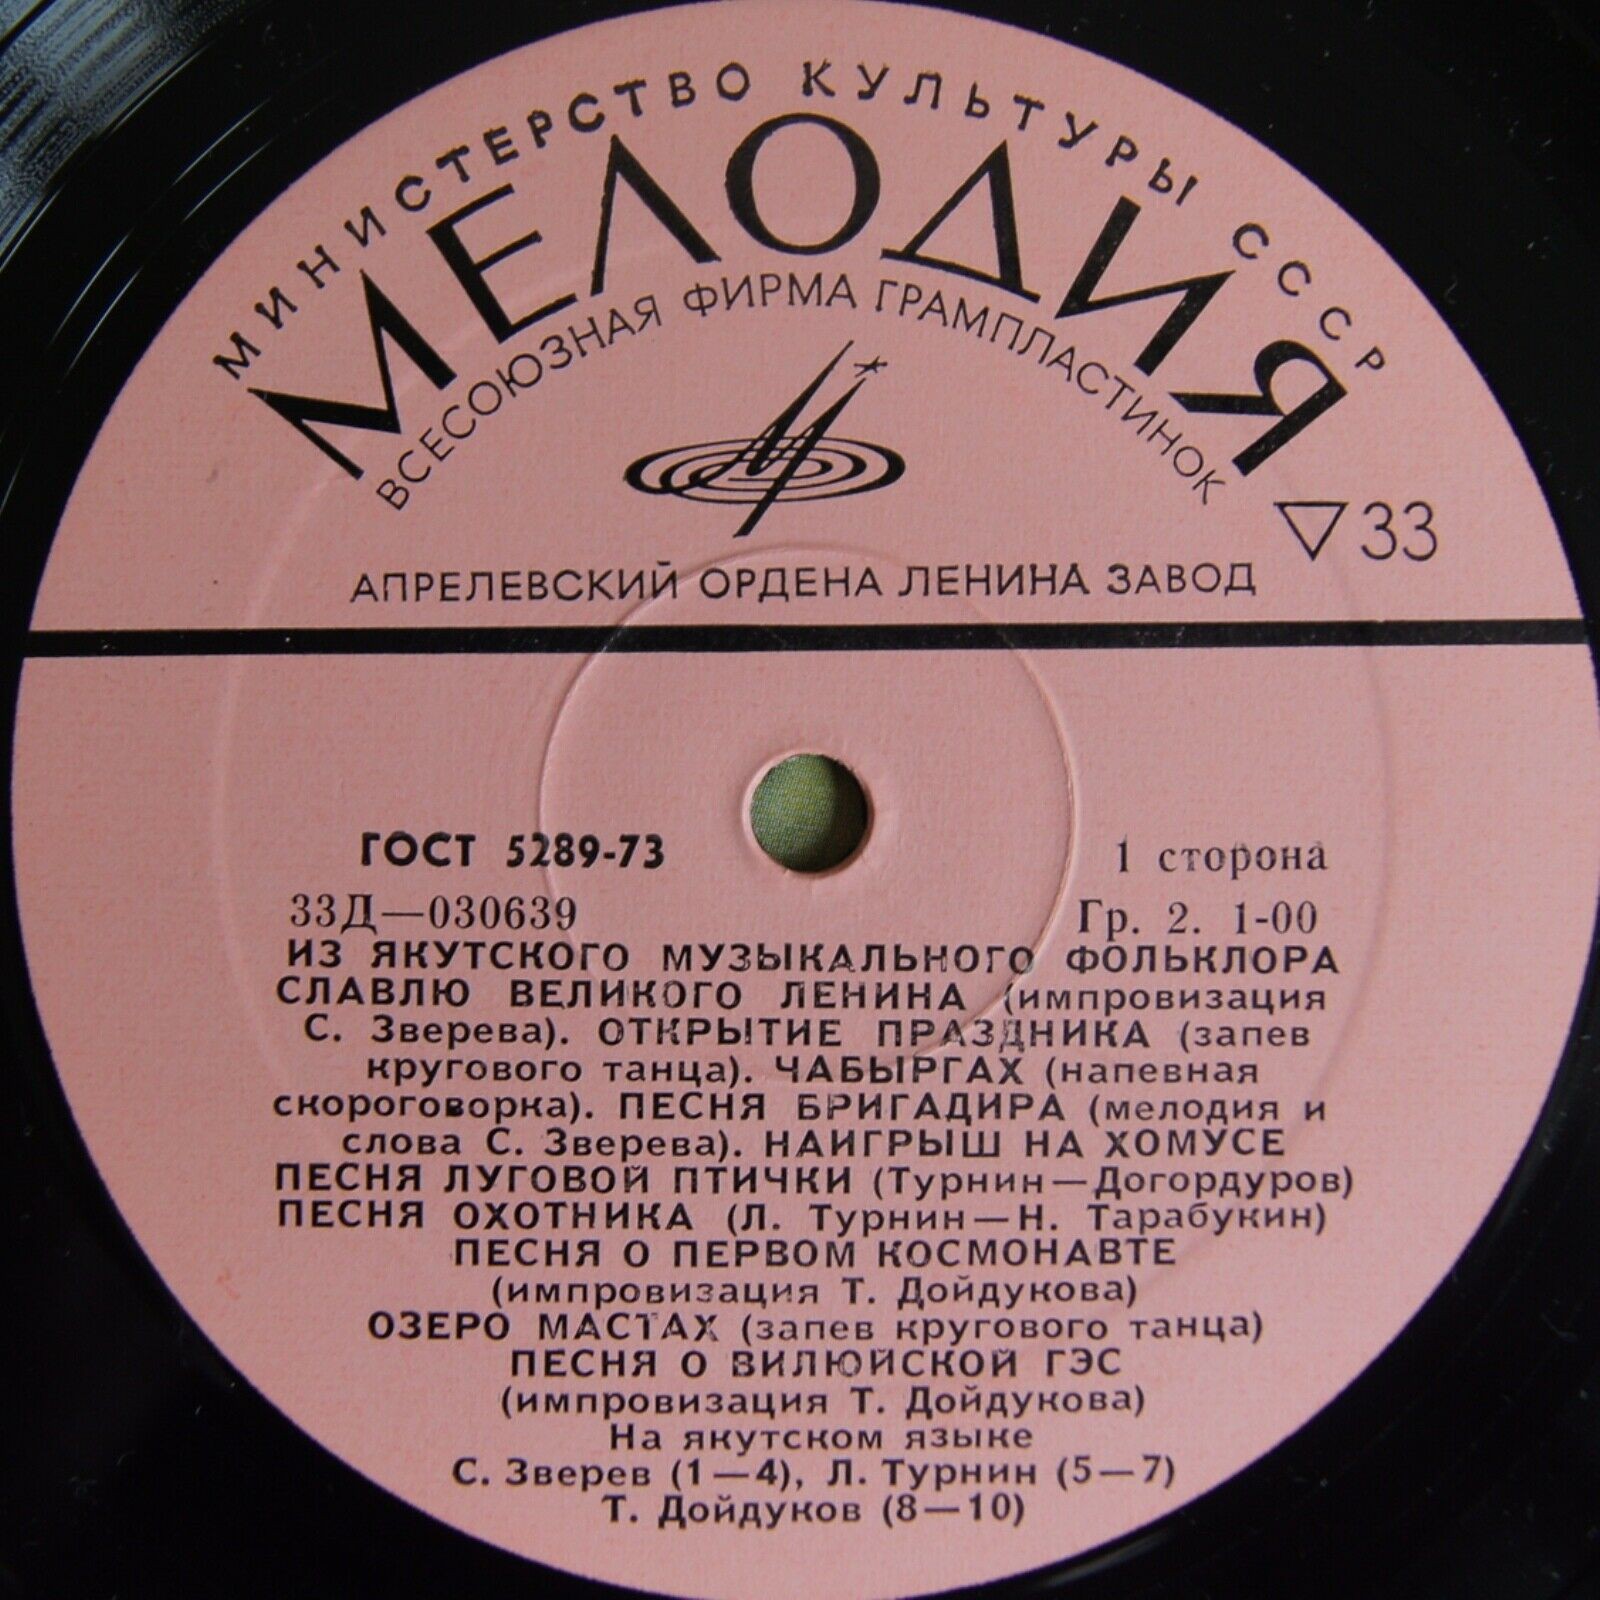 МИНИСТЕРСТВО КУЛЬТУРЫ СССР
МЕЛОДИЯ
ВСЕСОЮЗНАЯ ФИРМА ГРАМПЛАСТИНОК
33
АПРЕЛЕВСКИЙ ОРДЕНА ЛЕНИНА ЗАВОД
ГОСТ 5289-73
1 сторона
33Д—030639
Гр. 2. 1-00
ИЗ ЯКУТСКОГО МУЗЫКАЛЬНОГО ФОЛЬКЛОРА
СЛАВЛЮ ВЕЛИКОГО ЛЕНИНА (импровизация
С. Зверева). ОТКРЫТИЕ ПРАЗДНИКА (запев
кругового танца). ЧАБЫРГАХ (напевная
скороговорка). ПЕСНЯ БРИГАДИРА (мелодия и
слова С. Зверева). НАИГРЫШ НА ХОМУСЕ
ПЕСНЯ ЛУГОВОЙ ПТИЧКИ (Турнин—Догордуров)
ПЕСНЯ ОХОТНИКА (Л. Турнин—Н. Тарабукин)
ПЕСНЯ О ПЕРВОМ КОСМОНАВТЕ
(импровизация Т. Дойдукова)
ОЗЕРО МАСТАХ (запев кругового танца)
ПЕСНЯ О ВИЛЮЙСКОЙ ГЭС
(импровизация Т. Дойдукова)
На якутском языке
С. Зверев (1—4), Л. Турнин (5—7)
Т. Дойдуков (8—10)